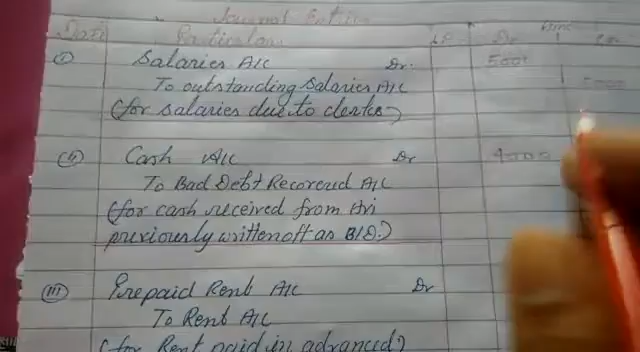 Journal Entries
Date Particulars L.F. Dr. Cr.
(i) Salaries A/c Dr. 5000
To outstanding Salaries A/c 5000
(for salaries due to clerks)
(ii) Cash A/c Dr 4000
To Bad Debt Recovered A/c
(for cash received from Ari
previously written off as B/D.)
(iii) Prepaid Rent A/c Dr
To Rent A/c
(for Rent paid in advanced)